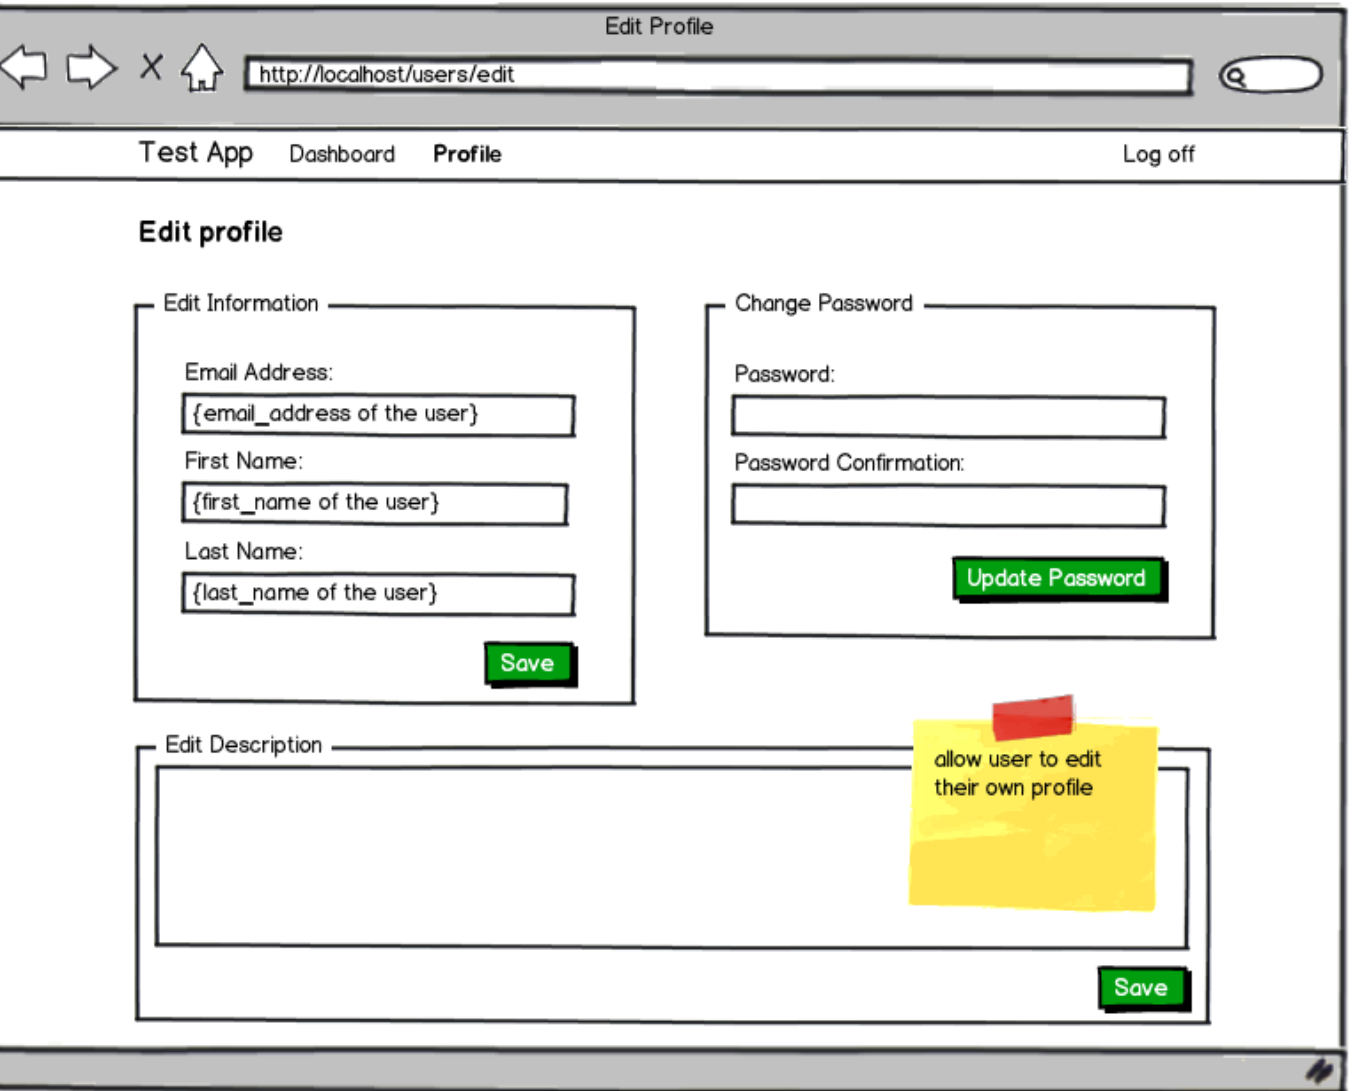 Edit Profile
http://localhost/users/edit
Test App Dashboard Profile Log off
Edit profile
Edit Information
Email Address:
{email_address of the user}
First Name:
{first_name of the user}
Last Name:
{last_name of the user}
Save
Change Password
Password:
Password Confirmation:
Update Password
Edit Description
allow user to edit
their own profile
Save